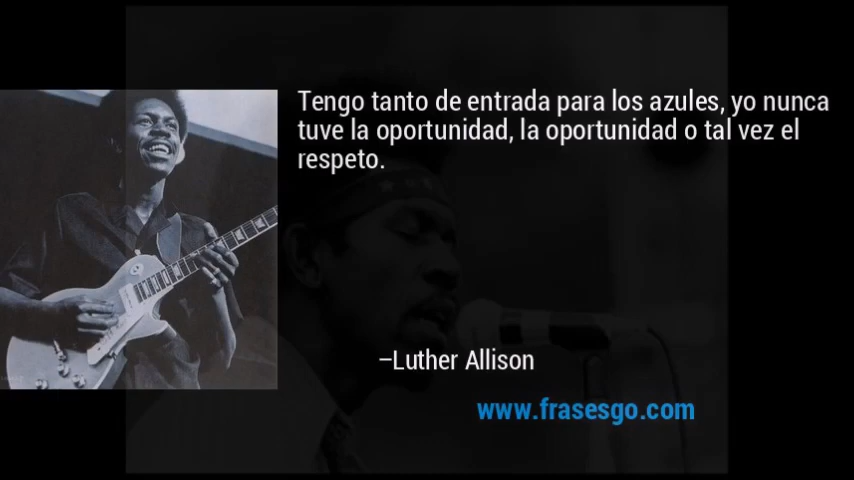 Tengo tanto de entrada para los azules, yo nunca
tuve la oportunidad, la oportunidad o tal vez el
respeto.
–Luther Allison
www.frasesgo.com